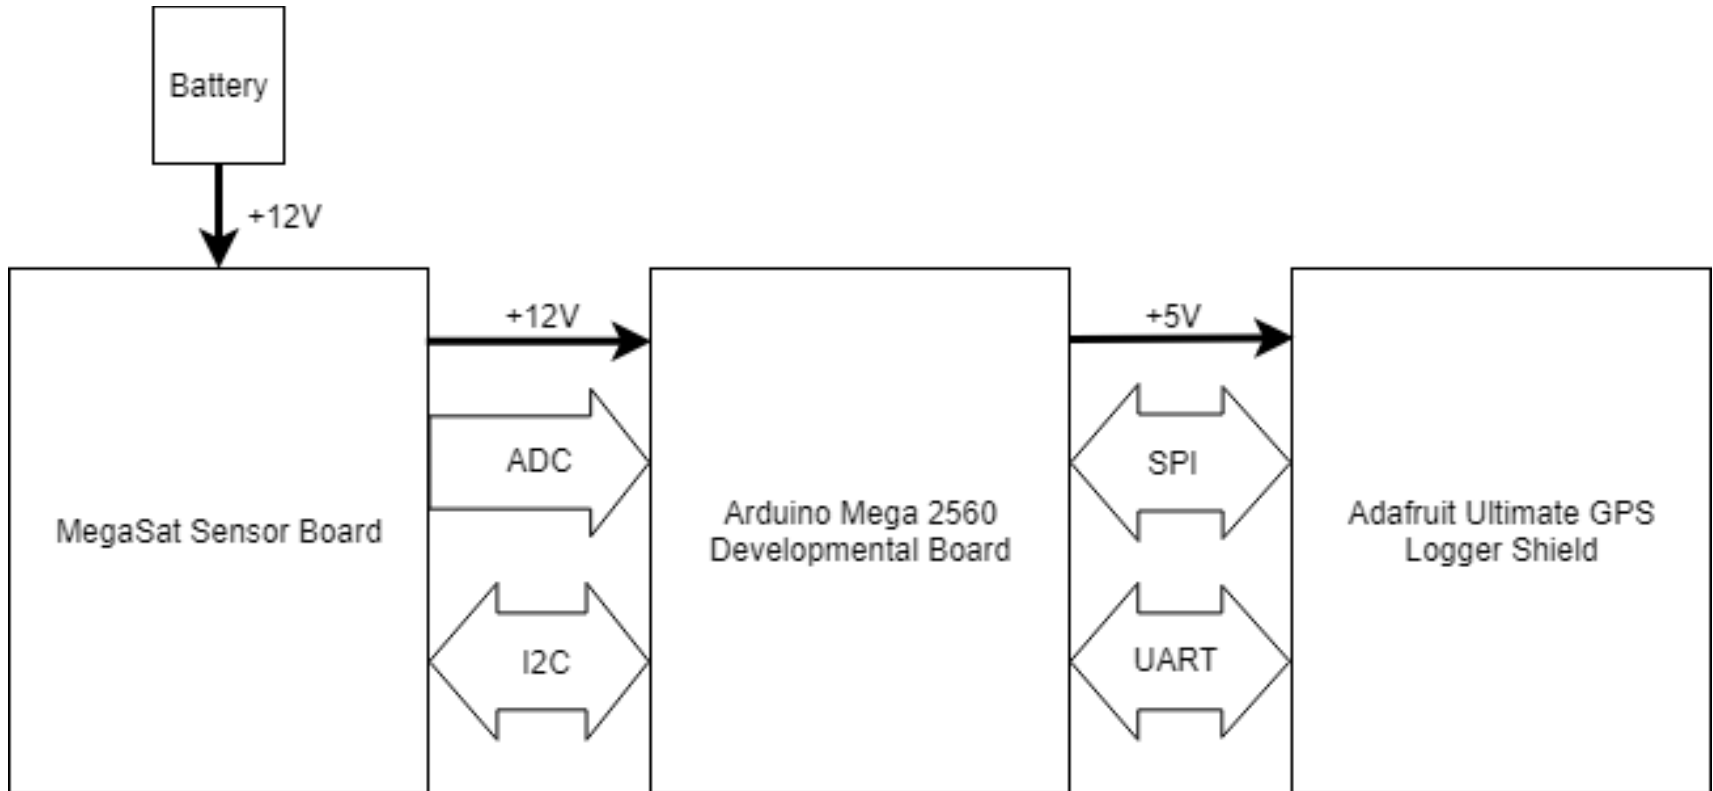 Battery
+12V
+12V
+5V
ADC
SPI
MegaSat Sensor Board
Arduino Mega 2560
Developmental Board
Adafruit Ultimate GPS
Logger Shield
I2C
UART